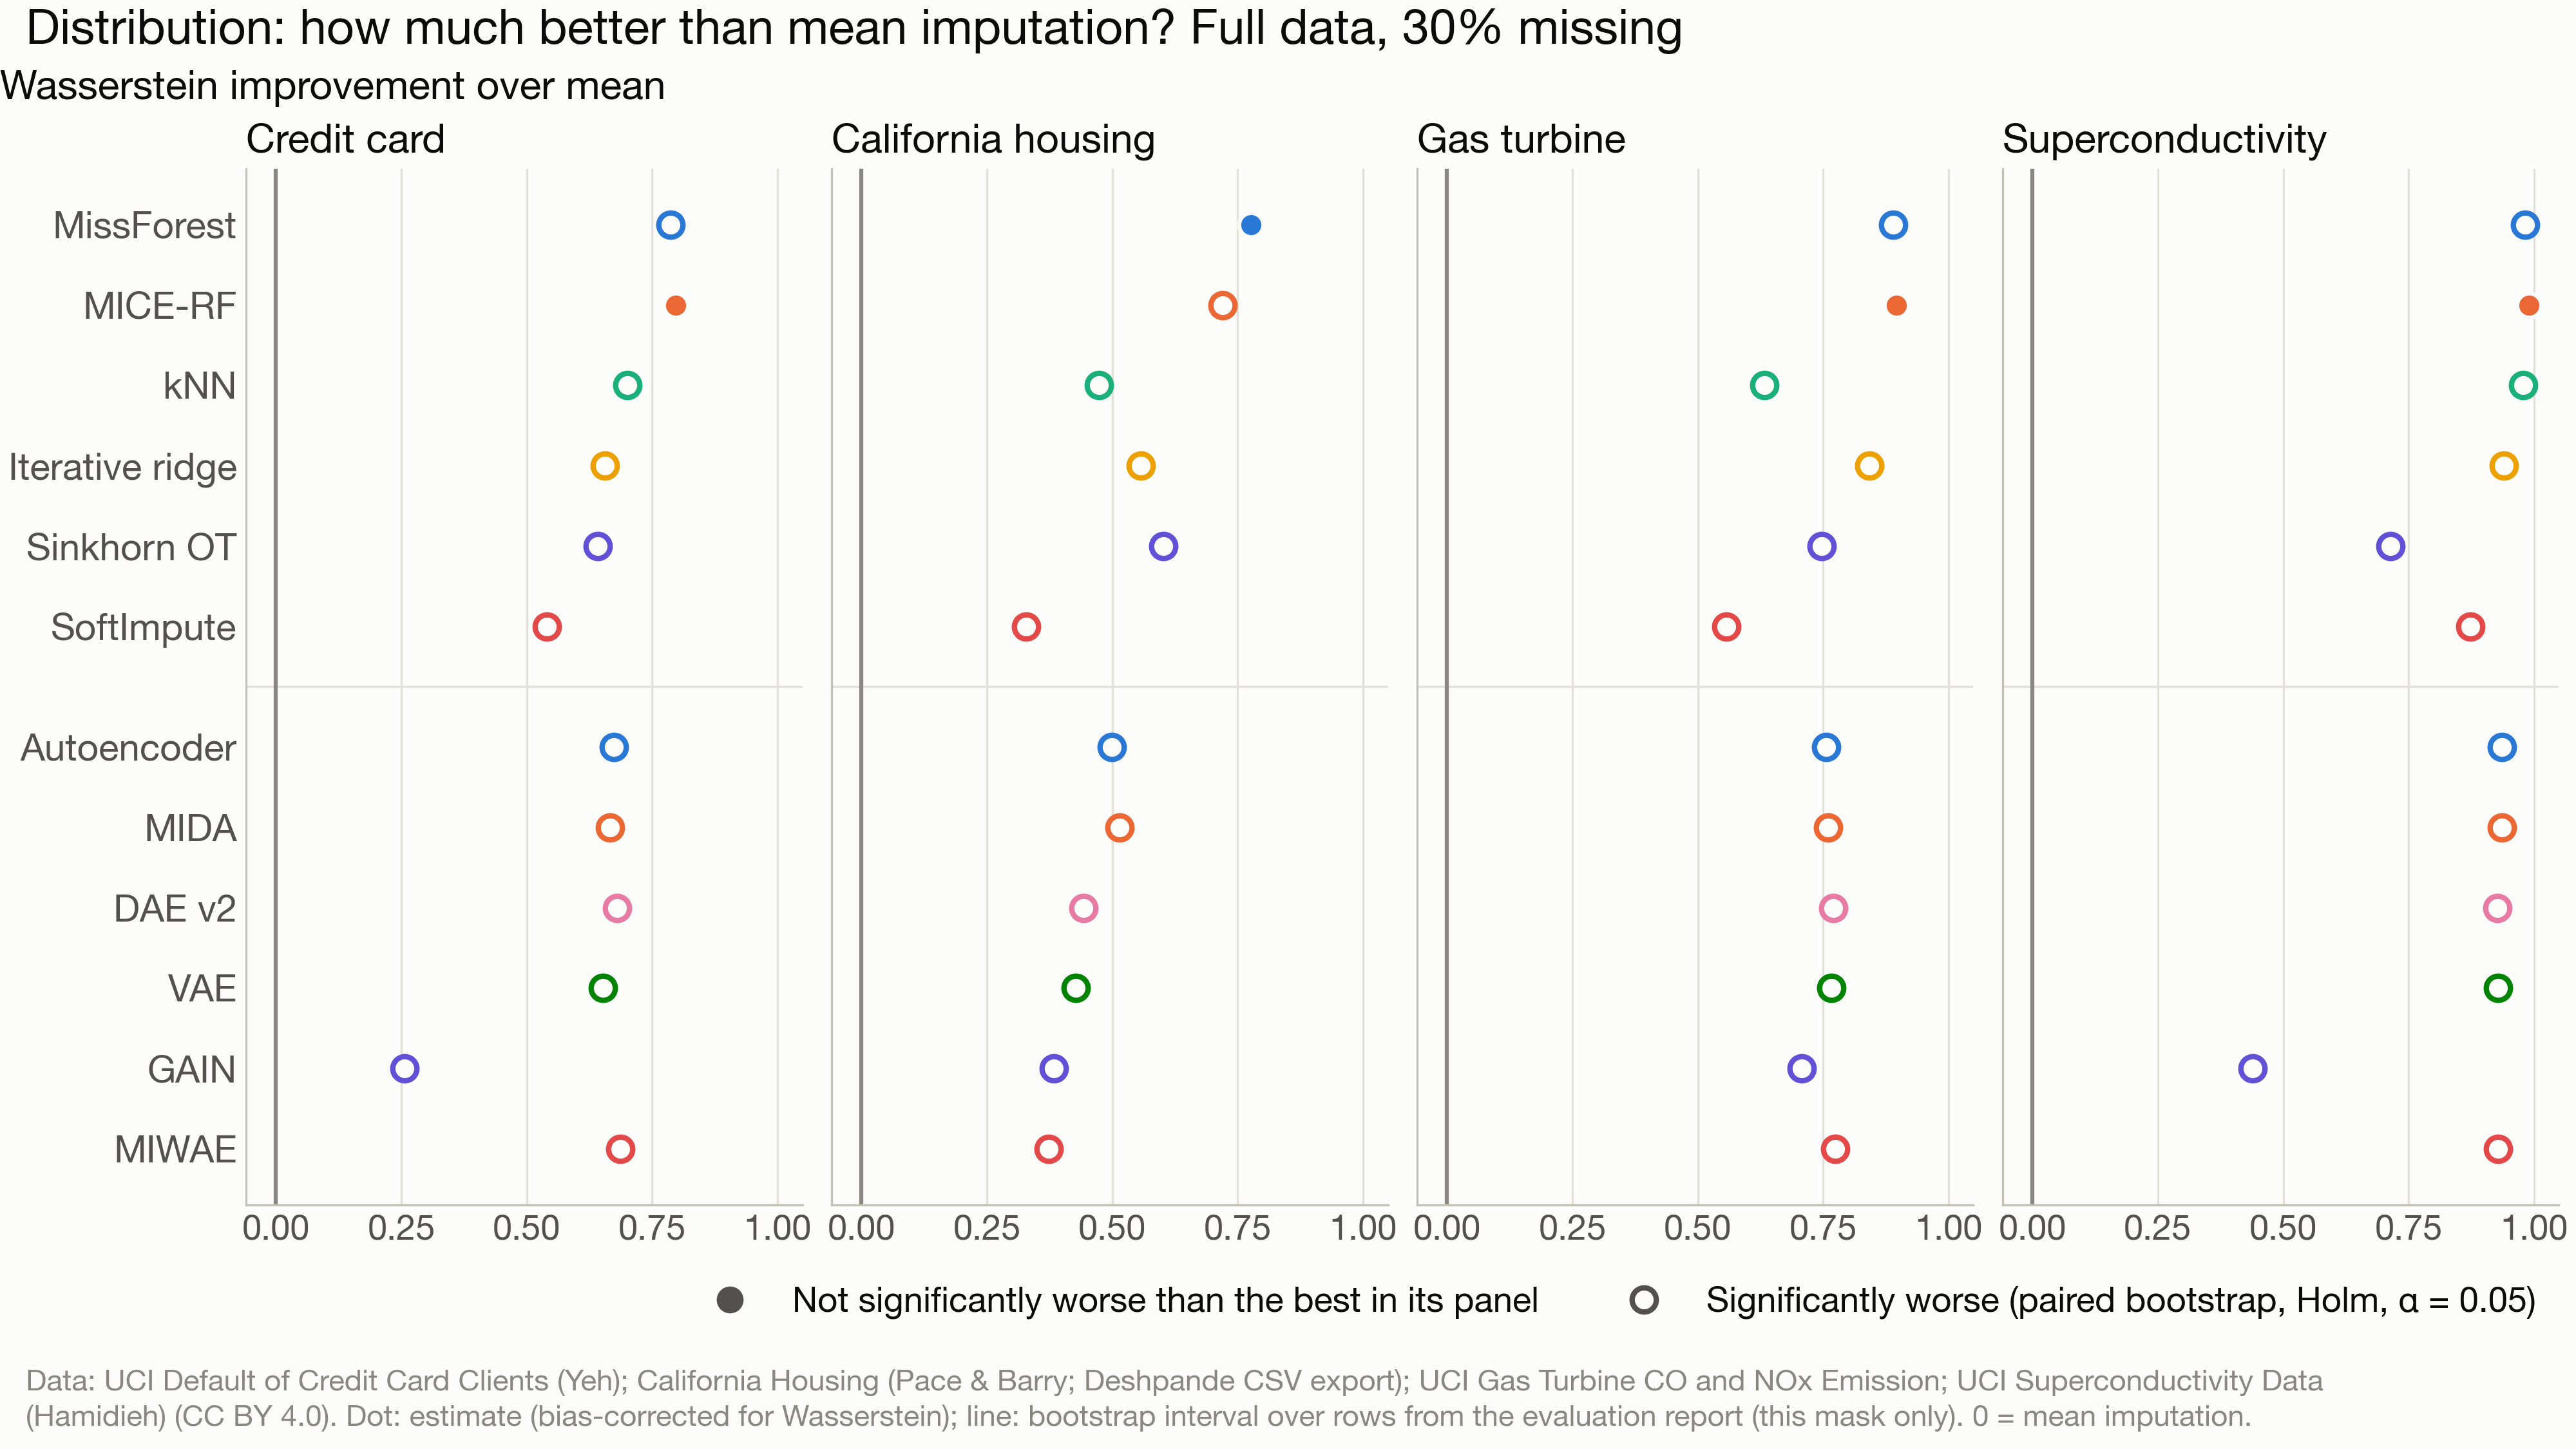 Distribution: how much better than mean imputation? Full data, 30% missing
Wasserstein improvement over mean
Credit card
California housing
Gas turbine
Superconductivity
MissForest
MICE-RF
kNN
Iterative ridge
Sinkhorn OT
SoftImpute
Autoencoder
MIDA
DAE v2
VAE
GAIN
MIWAE
0.00 0.25 0.50 0.75 1.00 0.00 0.25 0.50 0.75 1.00 0.00 0.25 0.50 0.75 1.00 0.00 0.25 0.50 0.75 1.00
Not significantly worse than the best in its panel
Significantly worse (paired bootstrap, Holm, α = 0.05)
Data: UCI Default of Credit Card Clients (Yeh); California Housing (Pace & Barry; Deshpande CSV export); UCI Gas Turbine CO and NOx Emission; UCI Superconductivity Data
(Hamidieh) (CC BY 4.0). Dot: estimate (bias-corrected for Wasserstein); line: bootstrap interval over rows from the evaluation report (this mask only). 0 = mean imputation.